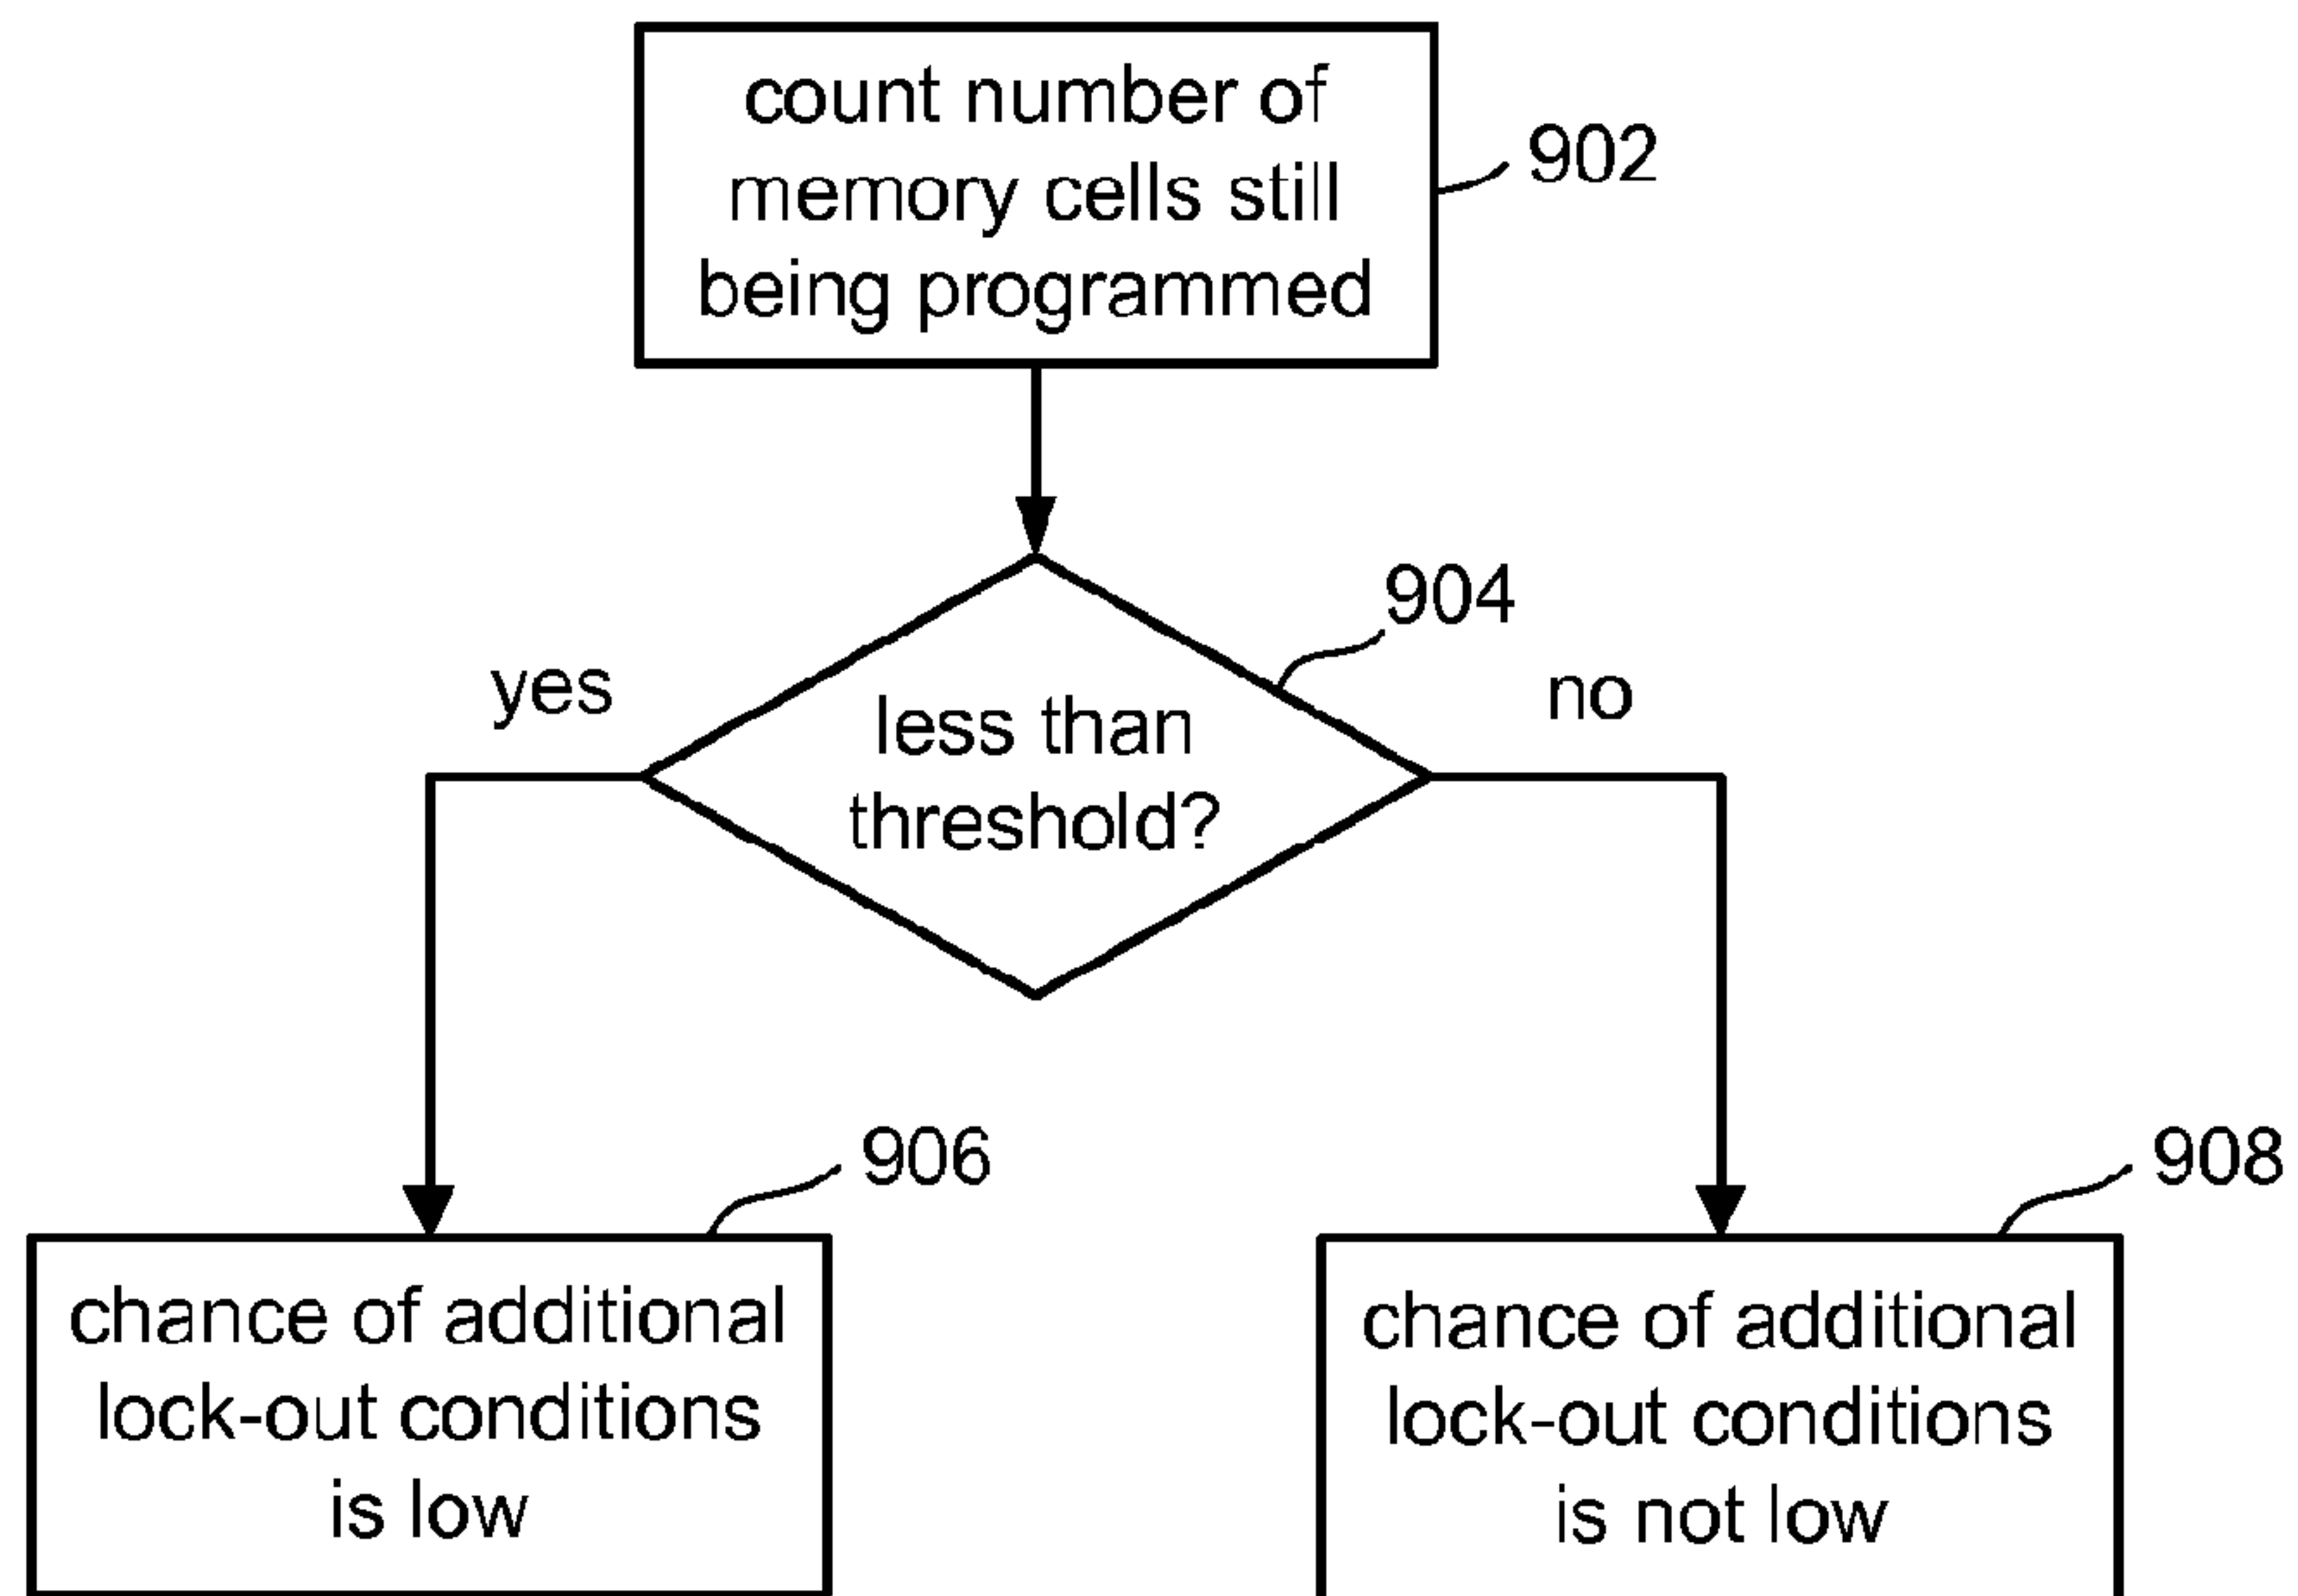 count number of
memory cells still
being programmed
902
904
yes
no
less than
threshold?
906
908
chance of additional
lock-out conditions
is low
chance of additional
lock-out conditions
is not low